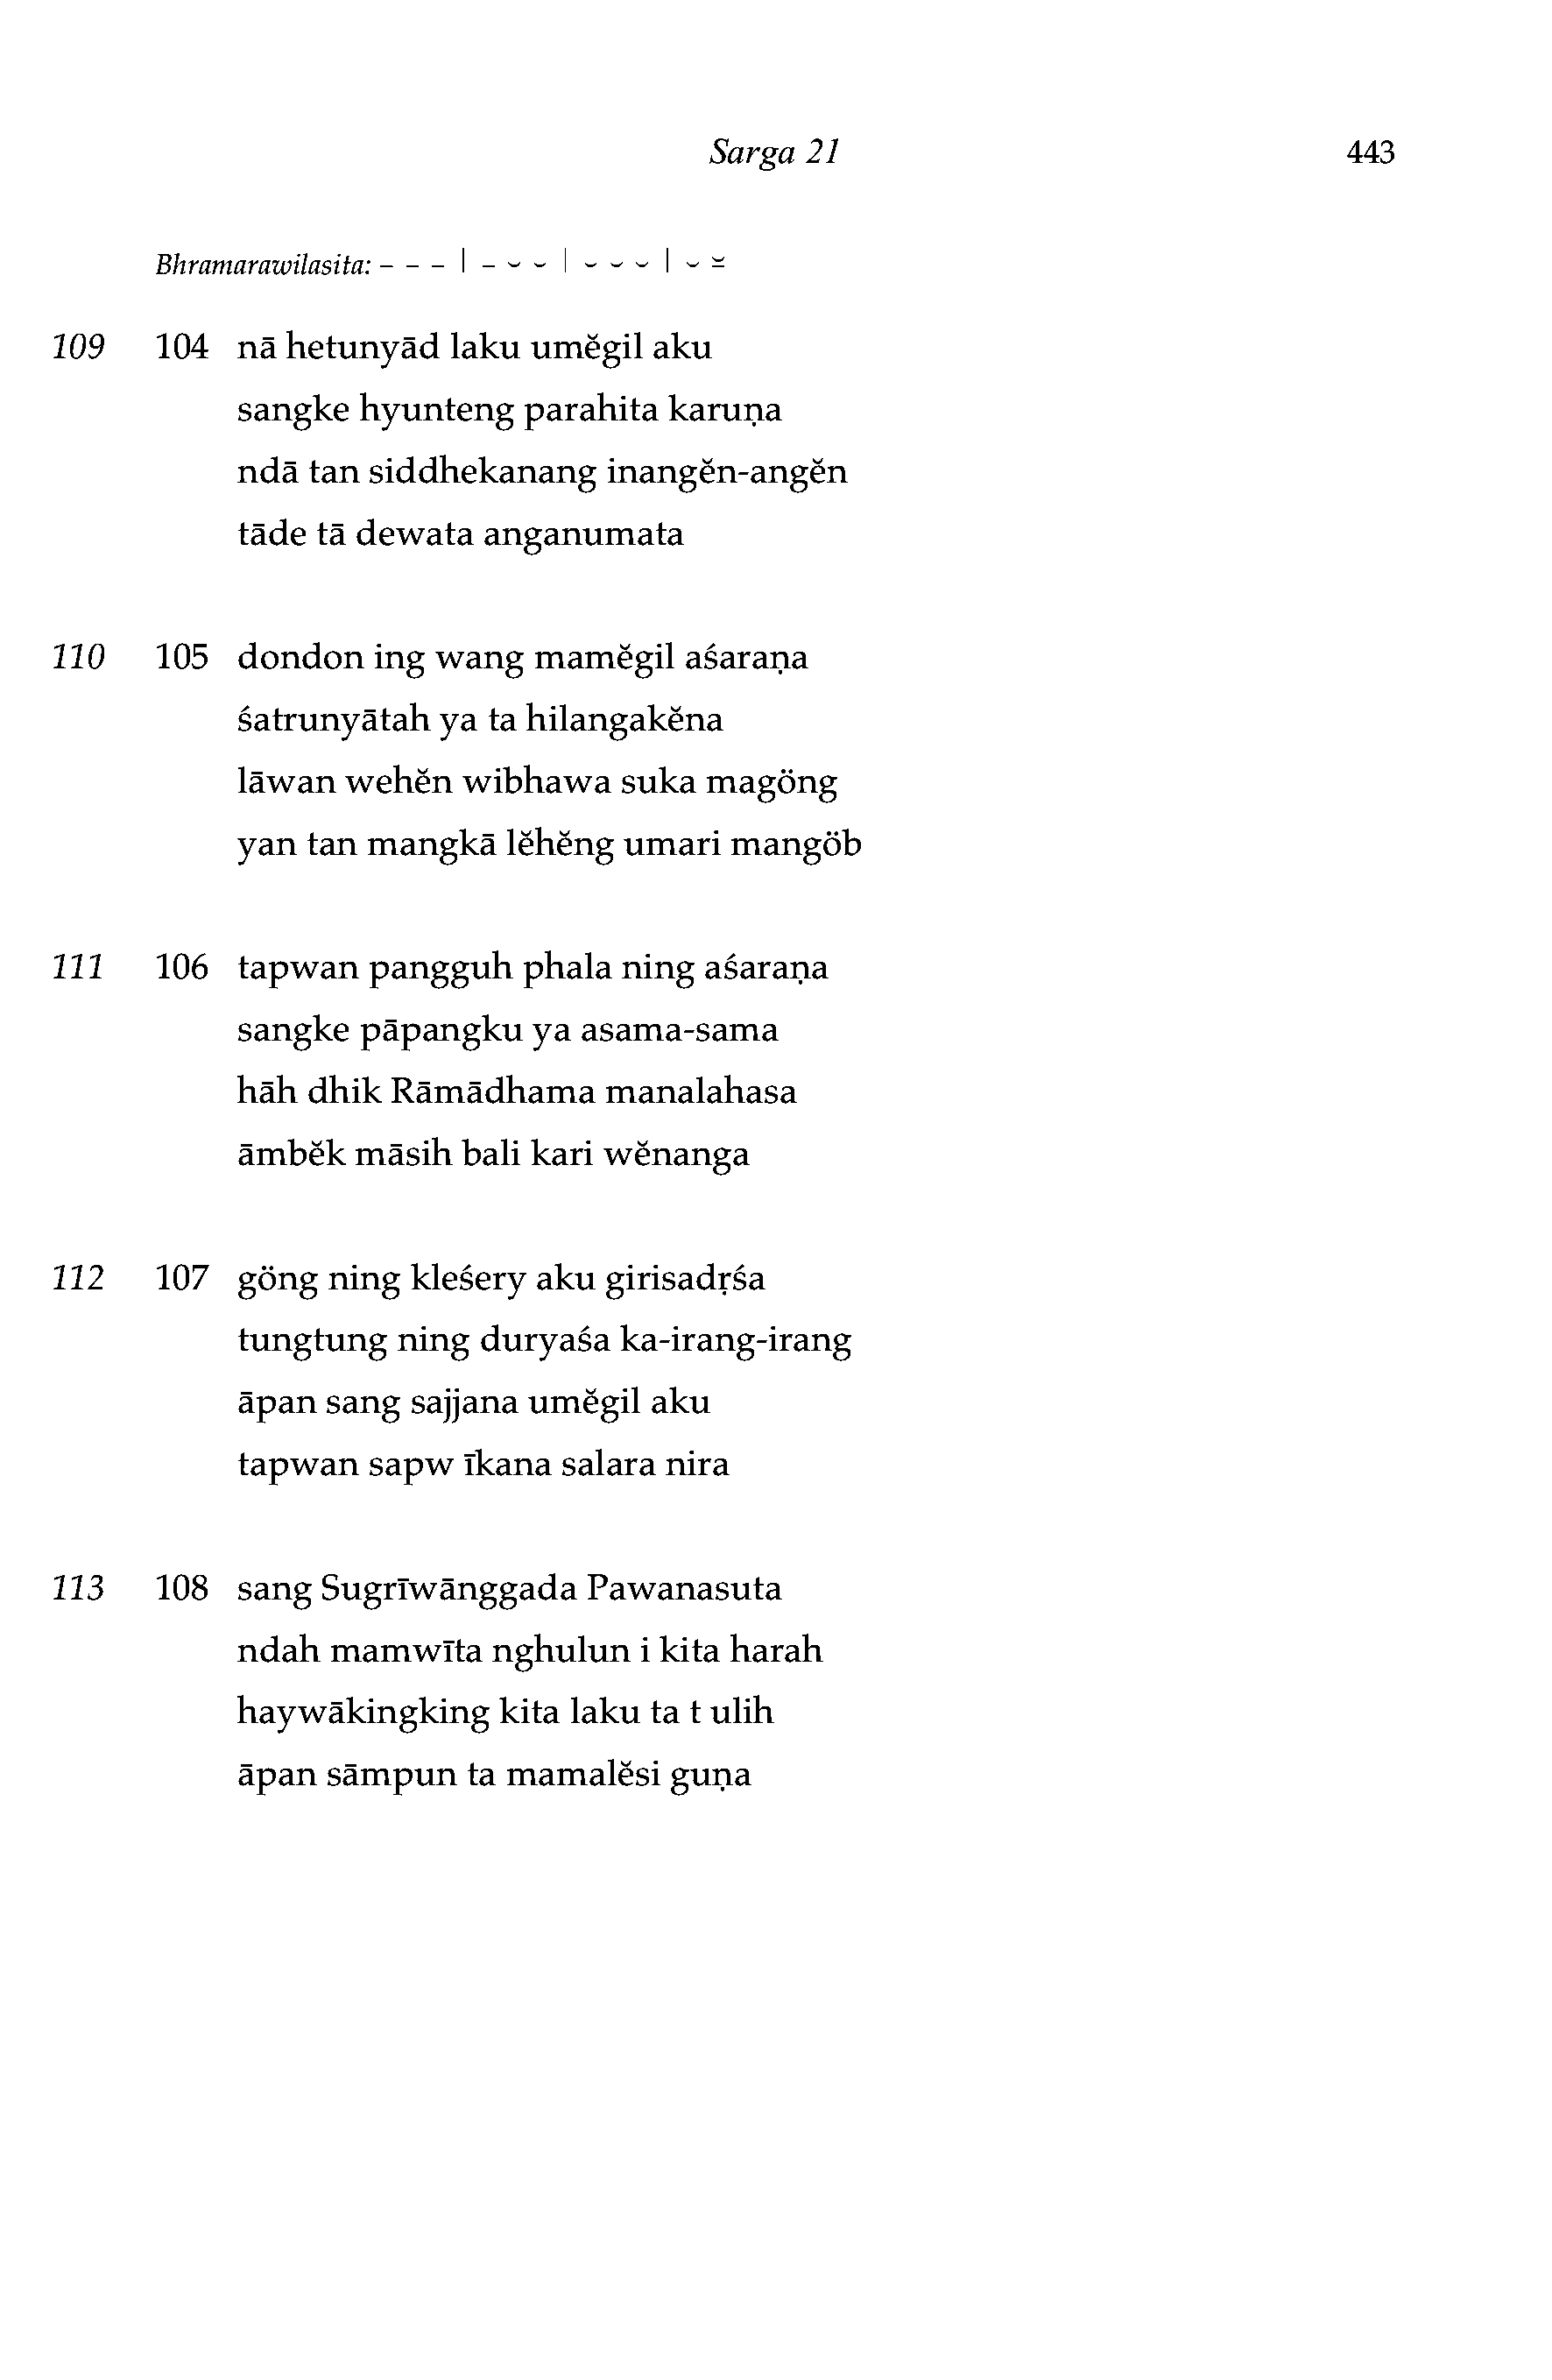 Sarga 21 443
Bhramarawilasita: – – – | – ⏑ ⏑ | ⏑ ⏑ ⏑ | ⏑ ⏓
109 104 nā hetunyād laku umĕgil aku
sangke hyunteng parahita karuṇa
ndā tan siddhekanang inangĕn-angĕn
tāde tā dewata anganumata
110 105 dondon ing wang mamĕgil aśaraṇa
śatrunyātah ya ta hilangakĕna
lāwan wehĕn wibhawa suka magöng
yan tan mangkā lĕhĕng umari mangöb
111 106 tapwan pangguh phala ning aśaraṇa
sangke pāpangku ya asama-sama
hāh dhik Rāmādhama manalahasa
āmbĕk māsih bali kari wĕnanga
112 107 göng ning kleśery aku girisadṛśa
tungtung ning duryaśa ka-irang-irang
āpan sang sajjana umĕgil aku
tapwan sapw īkana salara nira
113 108 sang Sugrīwānggada Pawanasuta
ndah mamwīta nghulun i kita harah
haywākingking kita laku ta t ulih
āpan sāmpun ta mamalĕsi guṇa